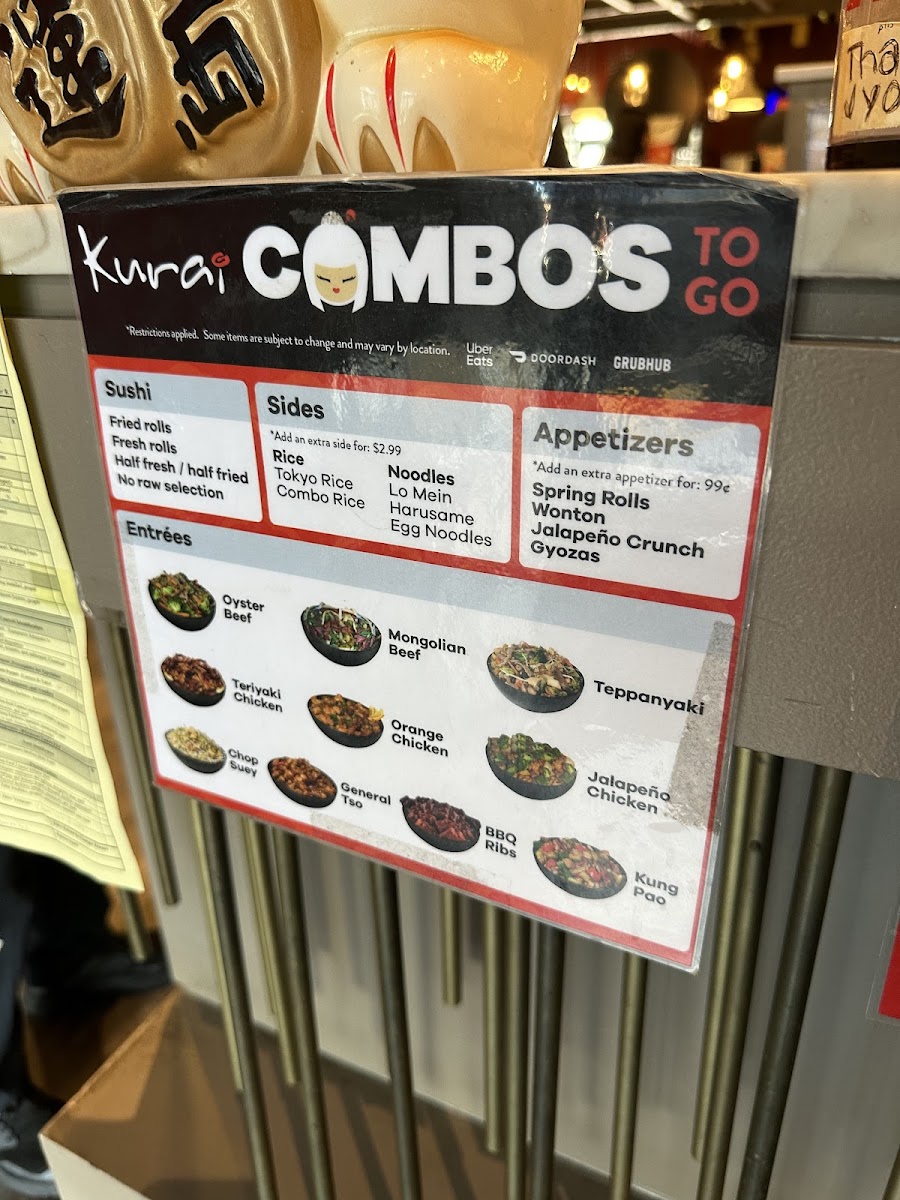 Kurai COMBOS TO GO
*Restrictions applied. Some items are subject to change and may vary by location.
Uber Eats
DOORDASH
GRUBHUB
Sushi
Fried rolls
Fresh rolls
Half fresh / half fried
No raw selection
Sides
*Add an extra side for: $2.99
Rice
Tokyo Rice
Combo Rice
Noodles
Lo Mein
Harusame
Egg Noodles
Appetizers
*Add an extra appetizer for: 99¢
Spring Rolls
Wonton
Jalapeño Crunch
Gyozas
Entrées
Oyster
Beef
Mongolian
Beef
Teppanyaki
Teriyaki
Chicken
Orange
Chicken
Jalapeño
Chicken
Chop
Suey
General
Tso
BBQ
Ribs
Kung
Pao